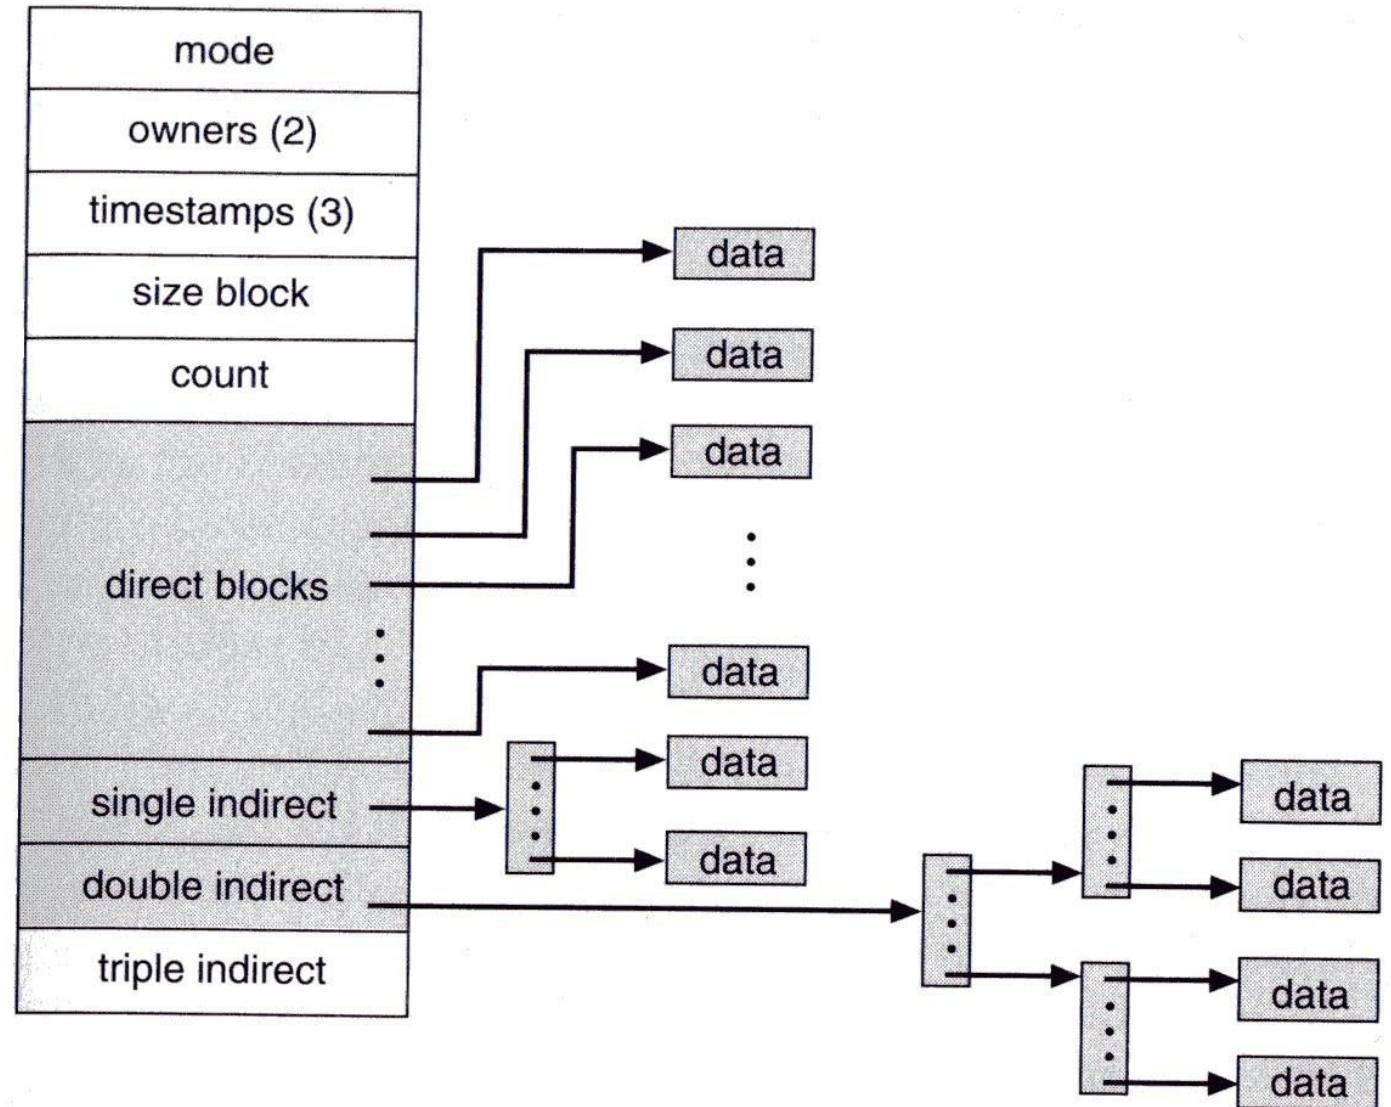 mode
owners (2)
timestamps (3)
size block
count
direct blocks
single indirect
double indirect
triple indirect
data
data
data
data
data
data
data
data
data
data